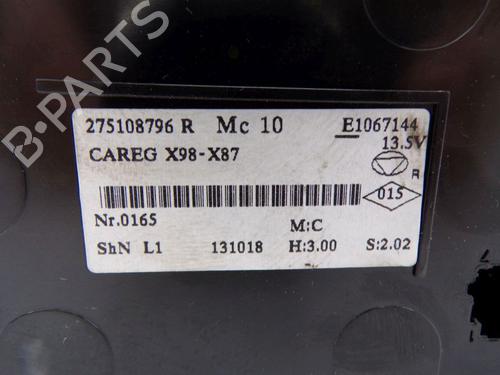 275108796 R Mc 10 E1067144
13.5V
CAREG X98-X87
R
015
Nr.0165 M:C
ShN L1 131018 H:3.00 S:2.02
B-PARTS